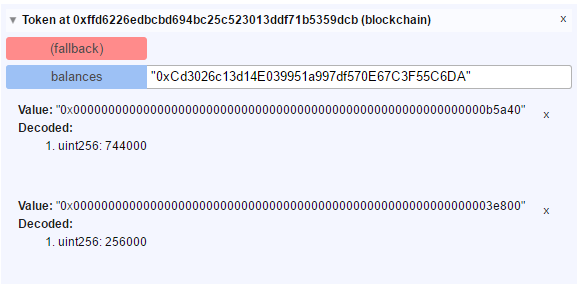 ▼ Token at 0xffd6226edbcbd694bc25c523013ddf71b5359dcb (blockchain) x
(fallback)
balances "0xCd3026c13d14E039951a997df570E67C3F55C6DA"
Value: "0x00000000000000000000000000000000000000000000000000000000000b5a40" x
Decoded:
1. uint256: 744000
Value: "0x000000000000000000000000000000000000000000000000000000000003e800" x
Decoded:
1. uint256: 256000